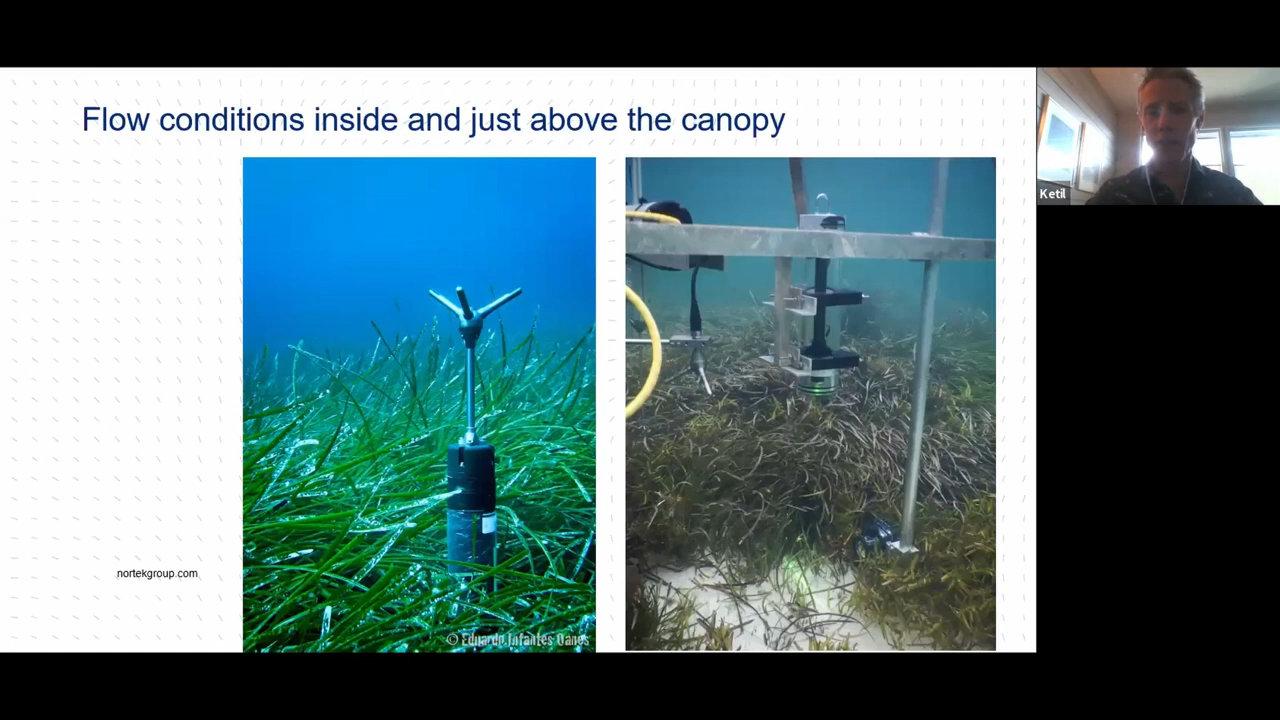 Flow conditions inside and just above the canopy
Ketil
nortekgroup.com
© Eduardo Infantes Oanes